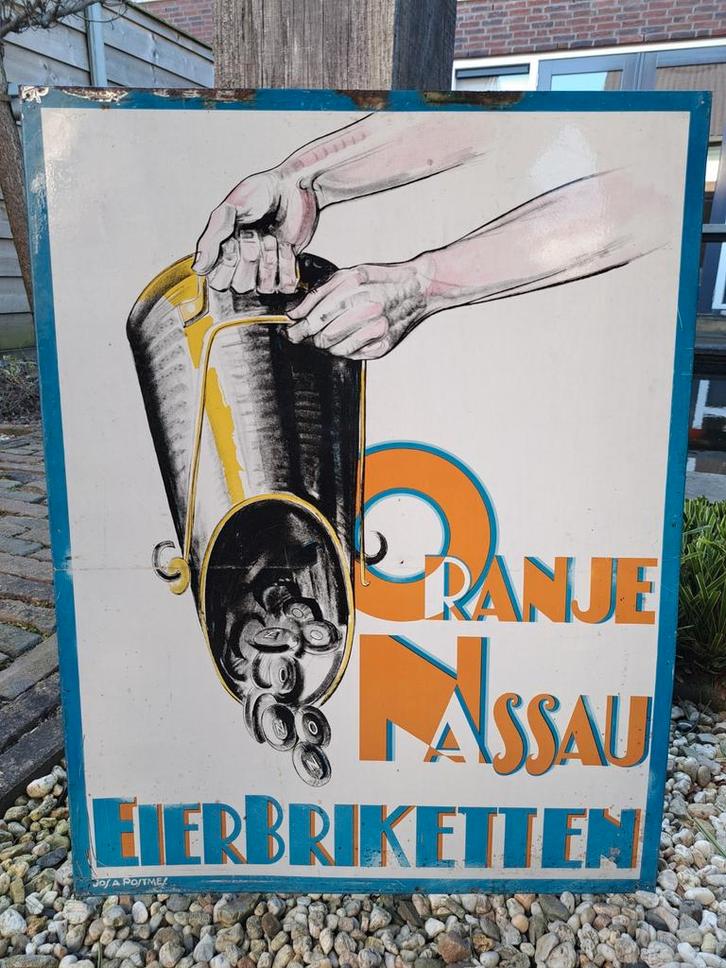 ORANJE
NASSAU
EIERBRIKETTEN
JOS A POSTMES